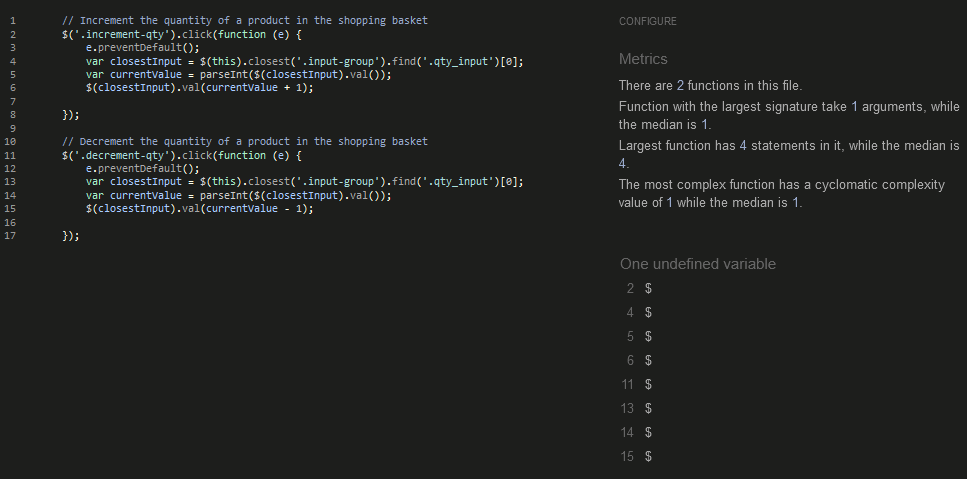 1 // Increment the quantity of a product in the shopping basket
2 $('.increment-qty').click(function (e) {
3 e.preventDefault();
4 var closestInput = $(this).closest('.input-group').find('.qty_input')[0];
5 var currentValue = parseInt($(closestInput).val());
6 $(closestInput).val(currentValue + 1);
7
8 });
9
10 // Decrement the quantity of a product in the shopping basket
11 $('.decrement-qty').click(function (e) {
12 e.preventDefault();
13 var closestInput = $(this).closest('.input-group').find('.qty_input')[0];
14 var currentValue = parseInt($(closestInput).val());
15 $(closestInput).val(currentValue - 1);
16
17 });
CONFIGURE
Metrics
There are 2 functions in this file.
Function with the largest signature take 1 arguments, while
the median is 1.
Largest function has 4 statements in it, while the median is
4.
The most complex function has a cyclomatic complexity
value of 1 while the median is 1.
One undefined variable
2 $
4 $
5 $
6 $
11 $
13 $
14 $
15 $